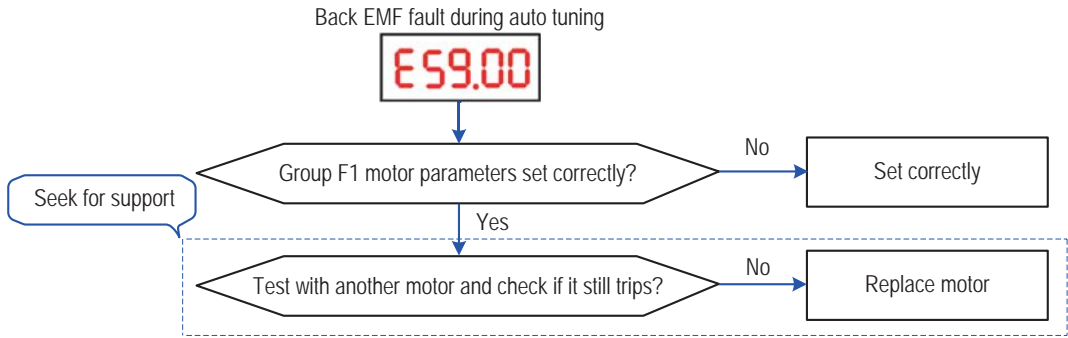 Back EMF fault during auto tuning
E59.00
Group F1 motor parameters set correctly?
No
Set correctly
Seek for support
Yes
Test with another motor and check if it still trips?
No
Replace motor